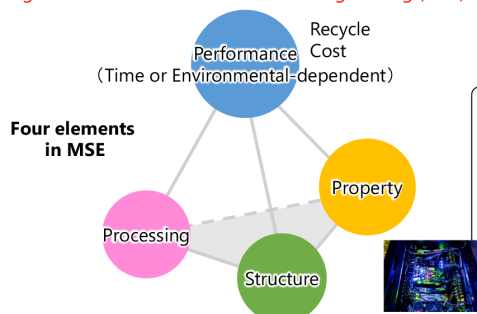 Recycle
Cost
Performance
（Time or Environmental-dependent）
Four elements
in MSE
Property
Processing
Structure